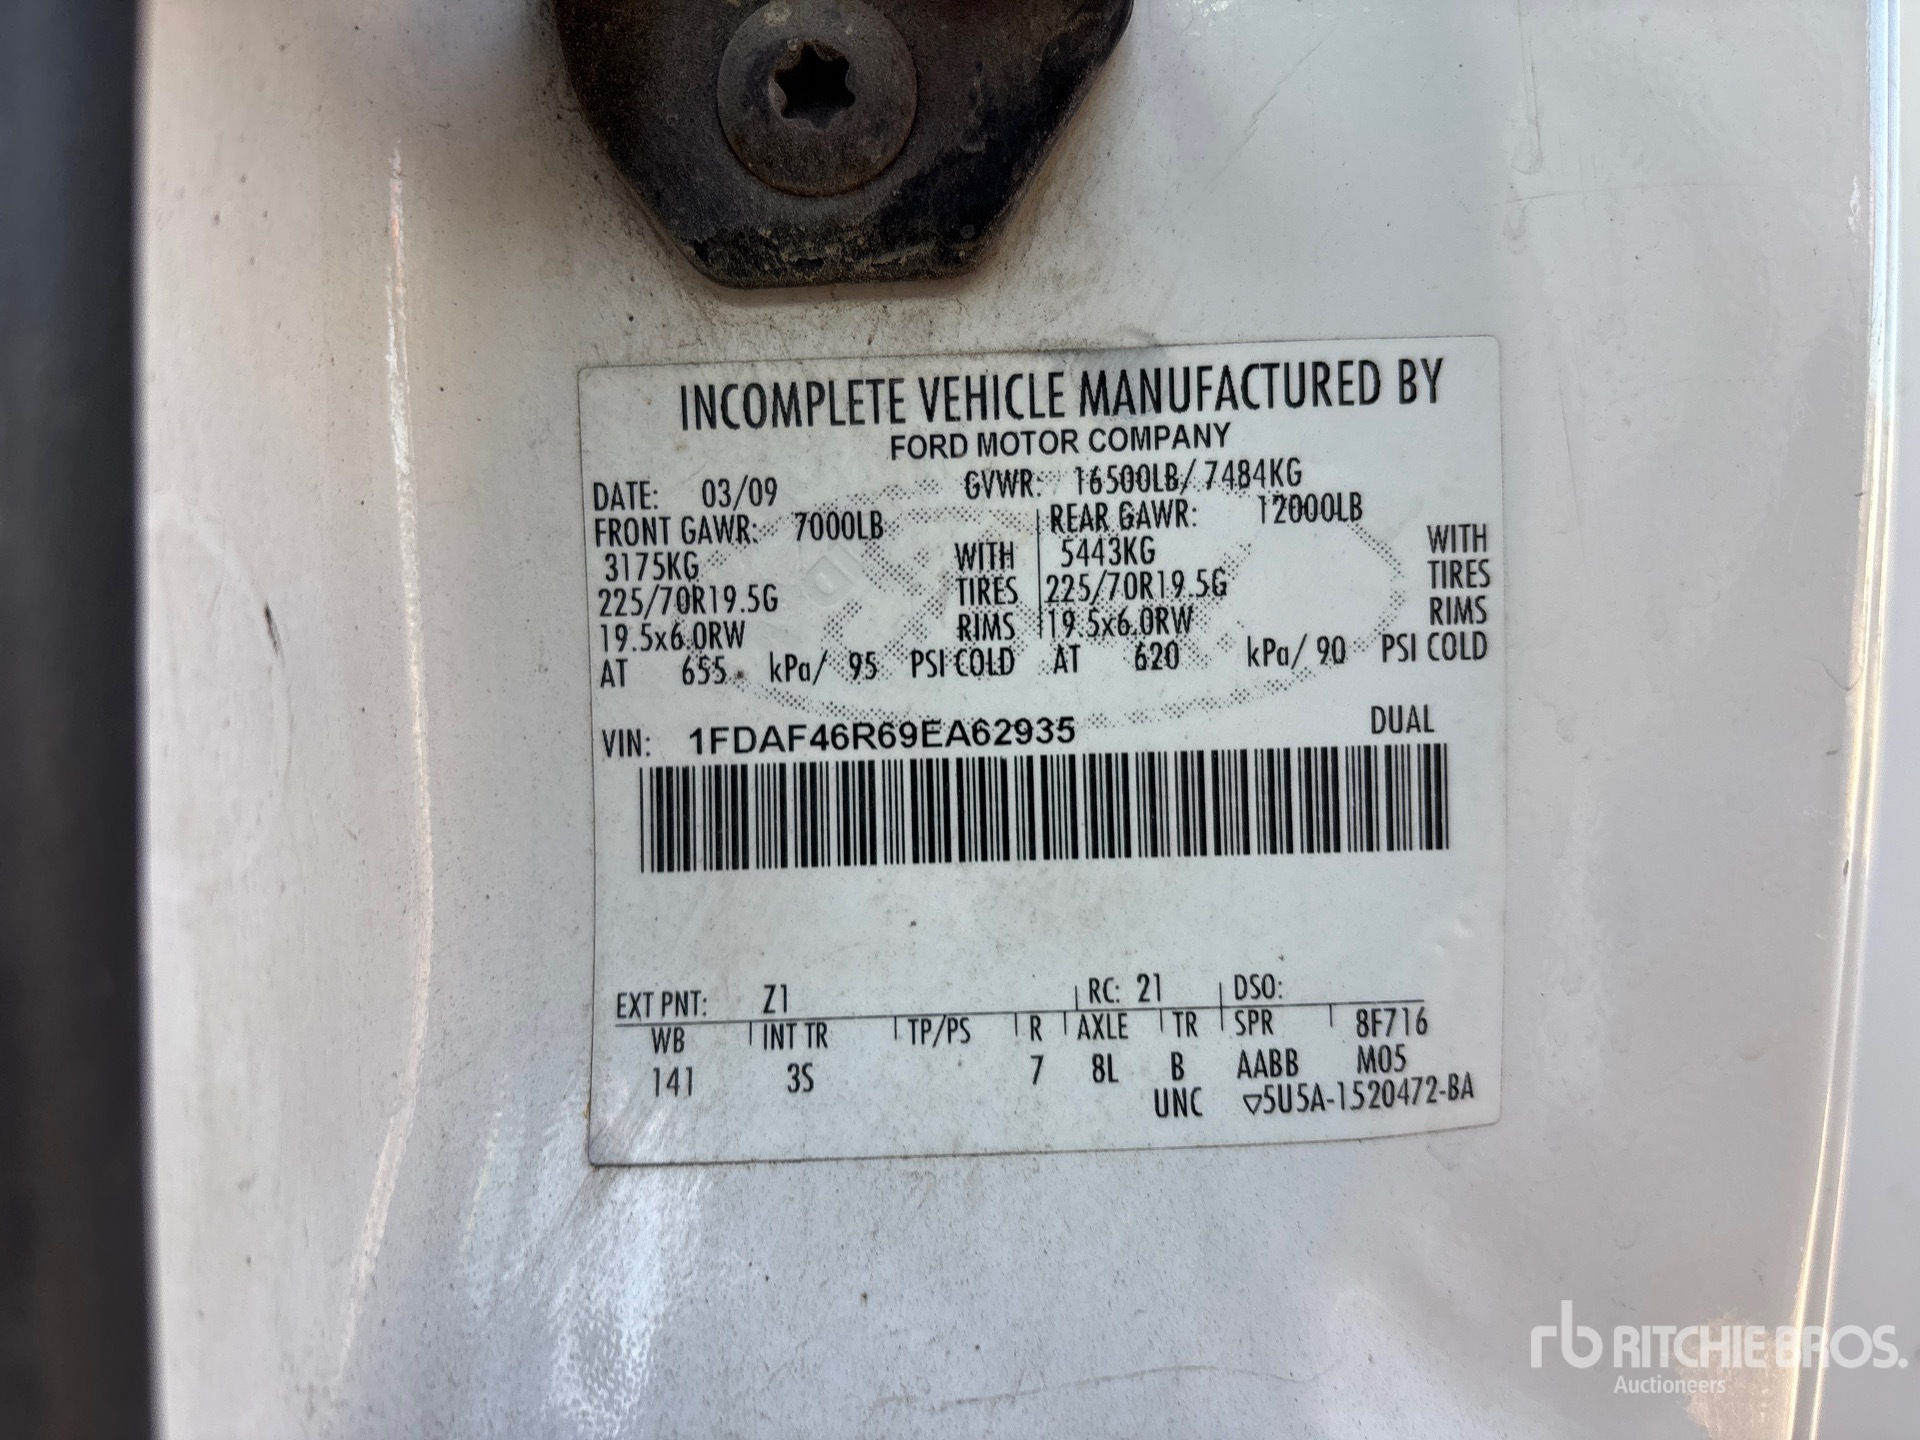 INCOMPLETE VEHICLE MANUFACTURED BY
FORD MOTOR COMPANY
DATE: 03/09 GVWR: 16500LB/ 7484KG
FRONT GAWR: 7000LB REAR GAWR: 12000LB
3175KG WITH 5443KG WITH
225/70R19.5G TIRES 225/70R19.5G TIRES
19.5x6.0RW RIMS 19.5x6.0RW RIMS
AT 655 kPa/ 95 PSI COLD AT 620 kPa/ 90 PSI COLD
VIN: 1FDAF46R69EA62935 DUAL
EXT PNT: Z1 RC: 21 DSO:
WB INT TR TP/PS R AXLE TR SPR 8F716
141 3S 7 8L B AABB M05
UNC ▽5U5A-1520472-BA
rb RITCHIE BROS.
Auctioneers